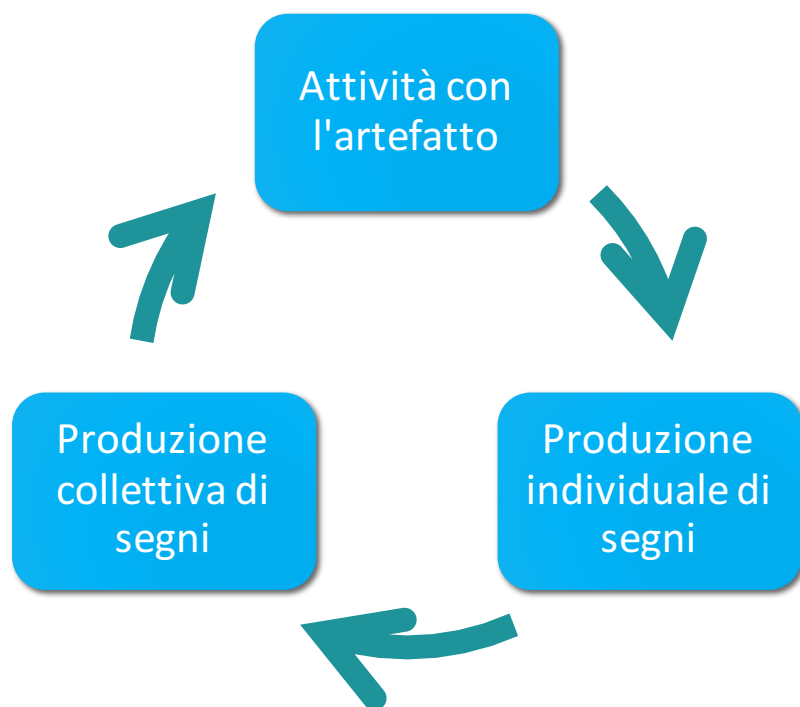 Attività con
l'artefatto
Produzione
individuale di
segni
Produzione
collettiva di
segni